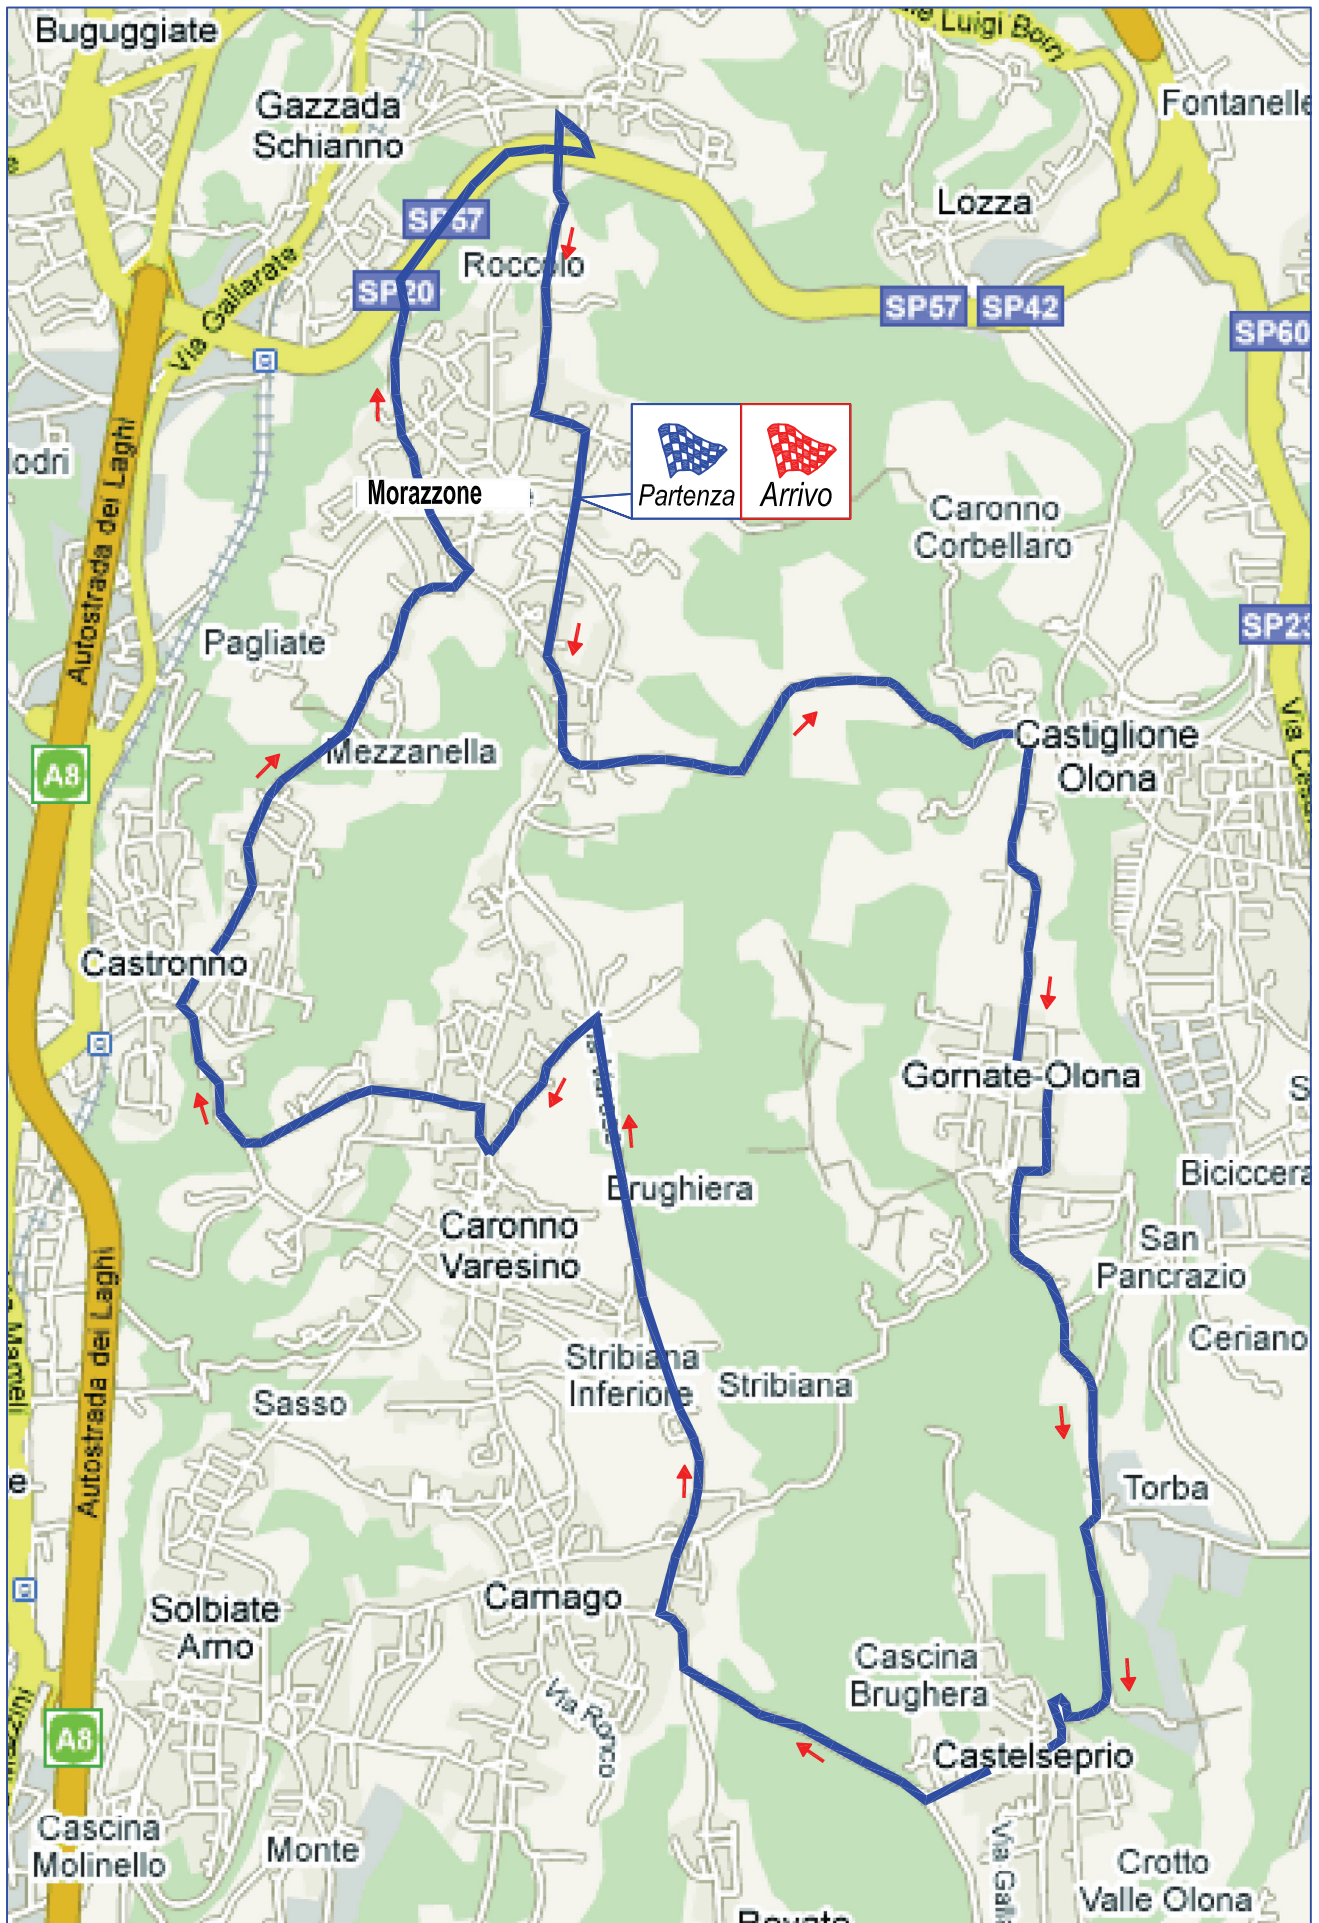 Buguggiate
Luigi Borri
Gazzada
Schianno
Fontanelle
Lozza
SP57
Roccolo
SP20
Via Gallarate
SP57
SP42
SP60
Autostrada dei Laghi
Partenza
Arrivo
Morazzone
Caronno
Corbellaro
Pagliate
SP23
Mezzanella
Castiglione
Olona
A8
Castronno
Gornate-Olona
Brughiera
Biciccera
Caronno
Varesino
San
Pancrazio
Autostrada dei Laghi
Ceriano
Stribiana
Inferiore
Stribiana
Sasso
Torba
Carnago
Solbiate
Arno
Cascina
Brughera
Via Ronco
A8
Castelseprio
Cascina
Molinello
Monte
Crotto
Valle Olona